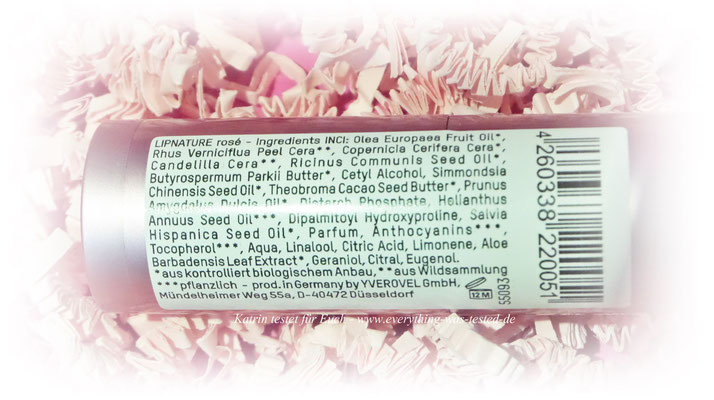 LIPNATURE rosé - Ingredients INCI: Olea Europaea Fruit Oil*,
Rhus Verniciflua Peel Cera**, Copernicia Cerifera Cera*,
Candelilla Cera**, Ricinus Communis Seed Oil*,
Butyrospermum Parkii Butter*, Cetyl Alcohol, Simmondsia
Chinensis Seed Oil*, Theobroma Cacao Seed Butter*, Prunus
Amygdalus Dulcis Oil*, Phosphate, Helianthus
Annuus Seed Oil***, Dipalmitoyl Hydroxyproline, Salvia
Hispanica Seed Oil*, Parfum, Anthocyanins***,
Tocopherol***, Aqua, Linalool, Citric Acid, Limonene, Aloe
Barbadensis Leaf Extract*, Geraniol, Citral, Eugenol.
*aus kontrolliert biologischem Anbau, **aus Wildsammlung
***pflanzlich - prod. in Germany by YVEROVEL GmbH,
Mündelheimer Weg 55a, D-40472 Düsseldorf
12 M
55093
4 260338 220051
Katrin testet für Euch - www.everything-was-tested.de